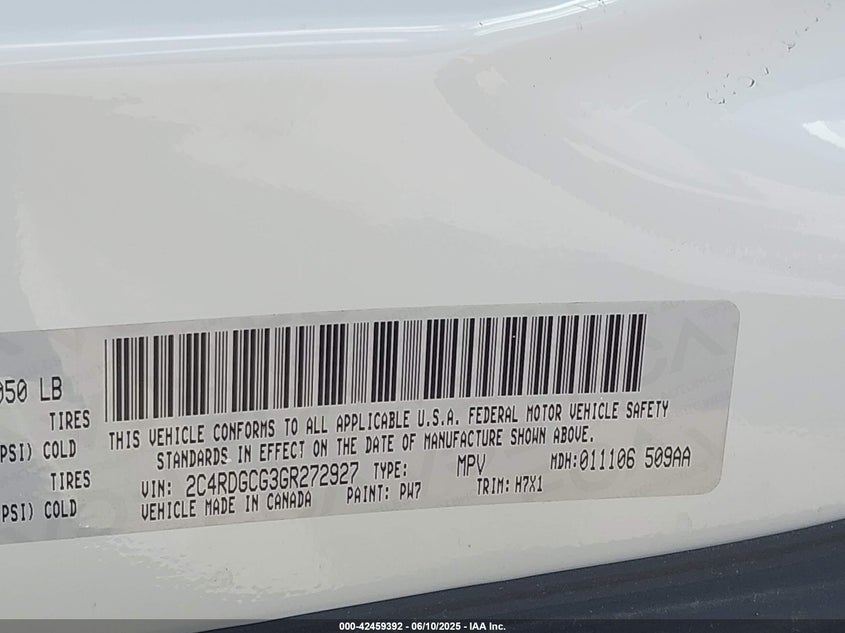 050 LB
TIRES
PSI) COLD
TIRES
PSI) COLD
THIS VEHICLE CONFORMS TO ALL APPLICABLE U.S.A. FEDERAL MOTOR VEHICLE SAFETY
STANDARDS IN EFFECT ON THE DATE OF MANUFACTURE SHOWN ABOVE.
VIN: 2C4RDGCG3GR272927 TYPE: MPV MDH:011106 509AA
VEHICLE MADE IN CANADA PAINT: PW7 TRIM: H7X1
000-42459392 - 06/10/2025 - IAA Inc.